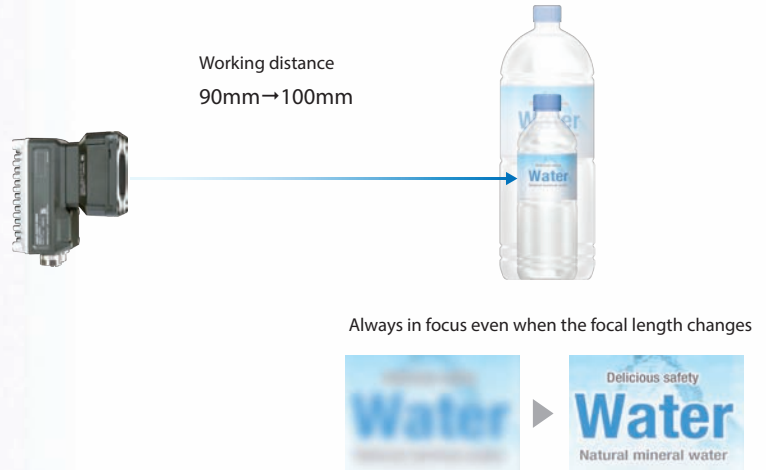 Working distance
90mm→100mm
Water
Water
Always in focus even when the focal length changes
Water
Delicious safety
Water
Natural mineral water